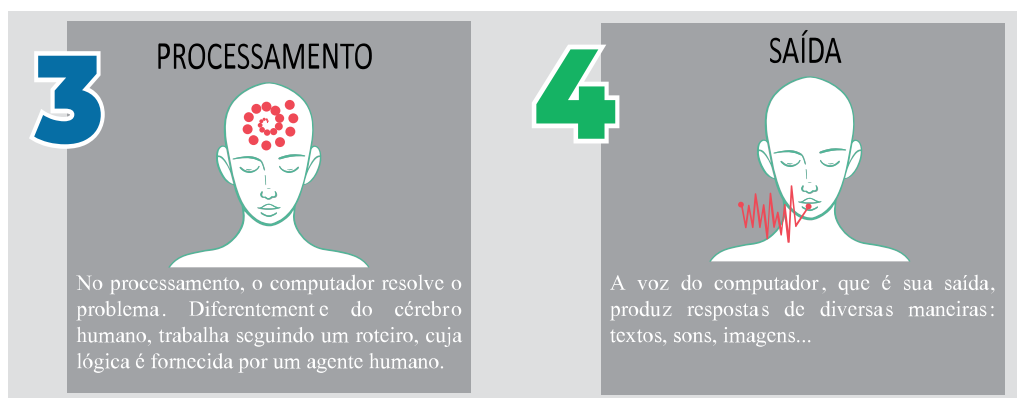 3
PROCESSAMENTO
No processamento, o computador resolve o
problema. Diferentemente do cérebro
humano, trabalha seguindo um roteiro, cuja
lógica é fornecida por um agente humano.
4
SAÍDA
A voz do computador, que é sua saída,
produz respostas de diversas maneiras:
textos, sons, imagens...